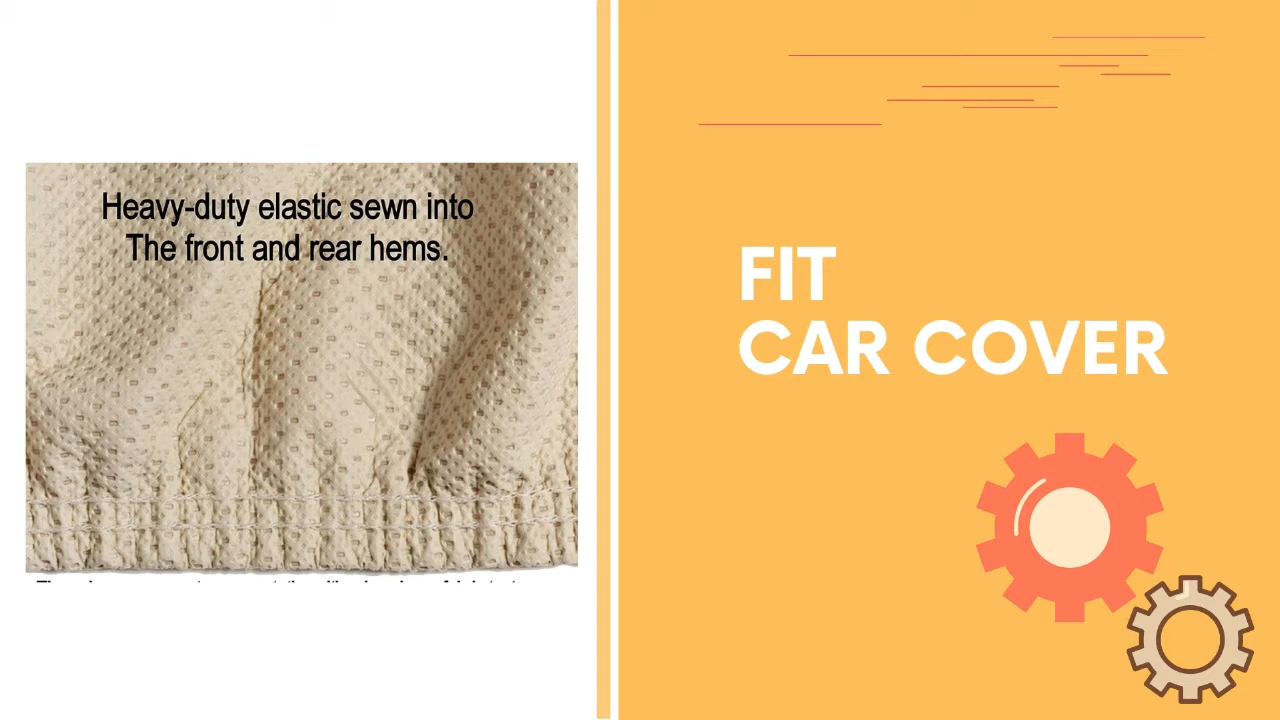 Heavy-duty elastic sewn into
The front and rear hems.
FIT
CAR COVER